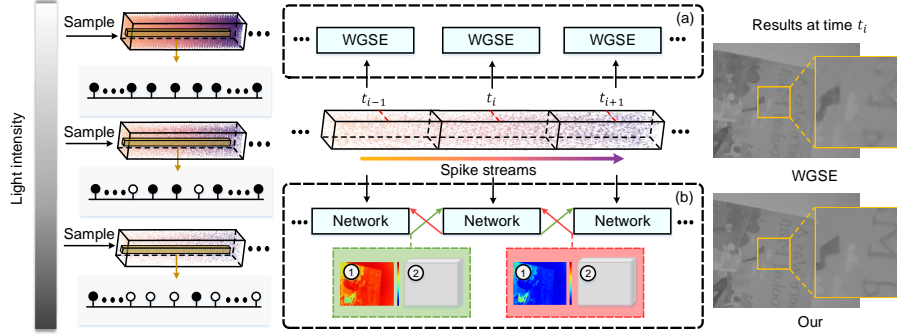 Light intensity
Sample
Sample
Sample
(a)
WGSE
WGSE
WGSE
t_{i-1}
t_i
t_{i+1}
Spike streams
(b)
Network
Network
Network
1
2
1
2
Results at time t_i
WGSE
Our